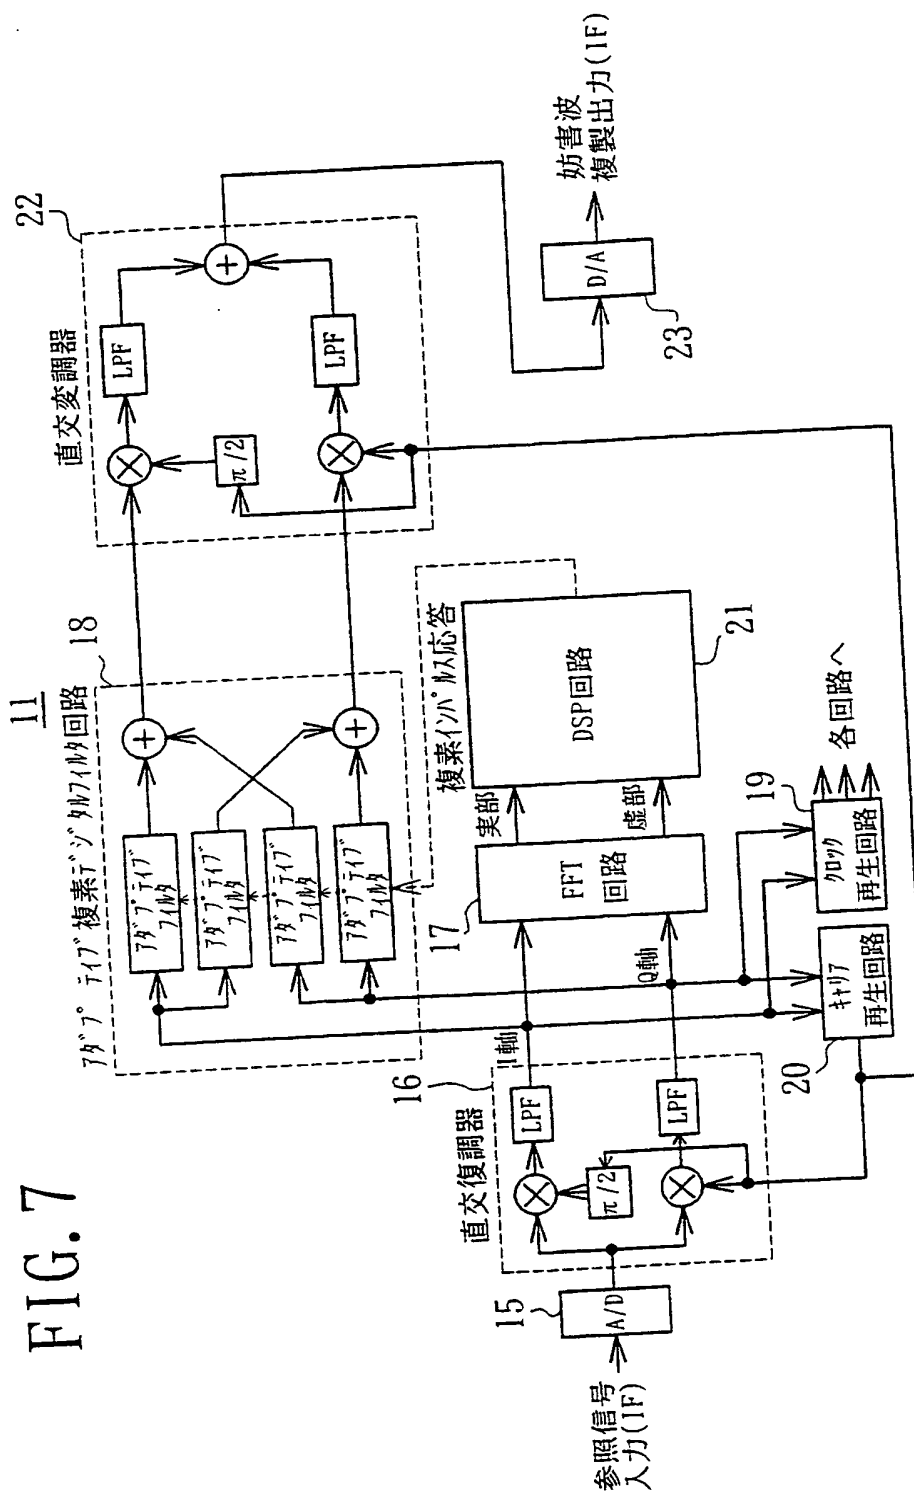 FIG.7
11
アダプティブ複素デジタルフィルタ回路
18
アダプティブ
フィルタ
アダプティブ
フィルタ
アダプティブ
フィルタ
アダプティブ
フィルタ
+
+
直交変調器
22
LPF
π/2
LPF
+
直交復調器
16
参照信号
入力(IF)
15
A/D
LPF
π/2
LPF
I軸
Q軸
17
FFT
回路
実部
虚部
DSP回路
21
複素インパルス応答
キャリア
再生回路
20
クロック
再生回路
19
各回路へ
D/A
23
妨害波
複製出力(IF)